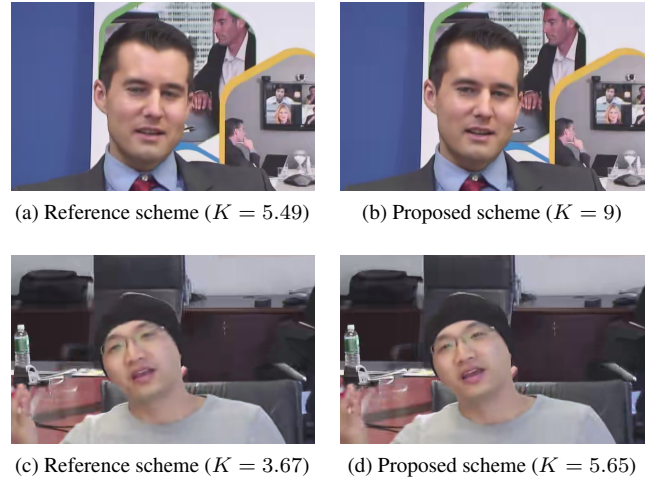 (a) Reference scheme (K = 5.49)
(b) Proposed scheme (K = 9)
(c) Reference scheme (K = 3.67)
(d) Proposed scheme (K = 5.65)